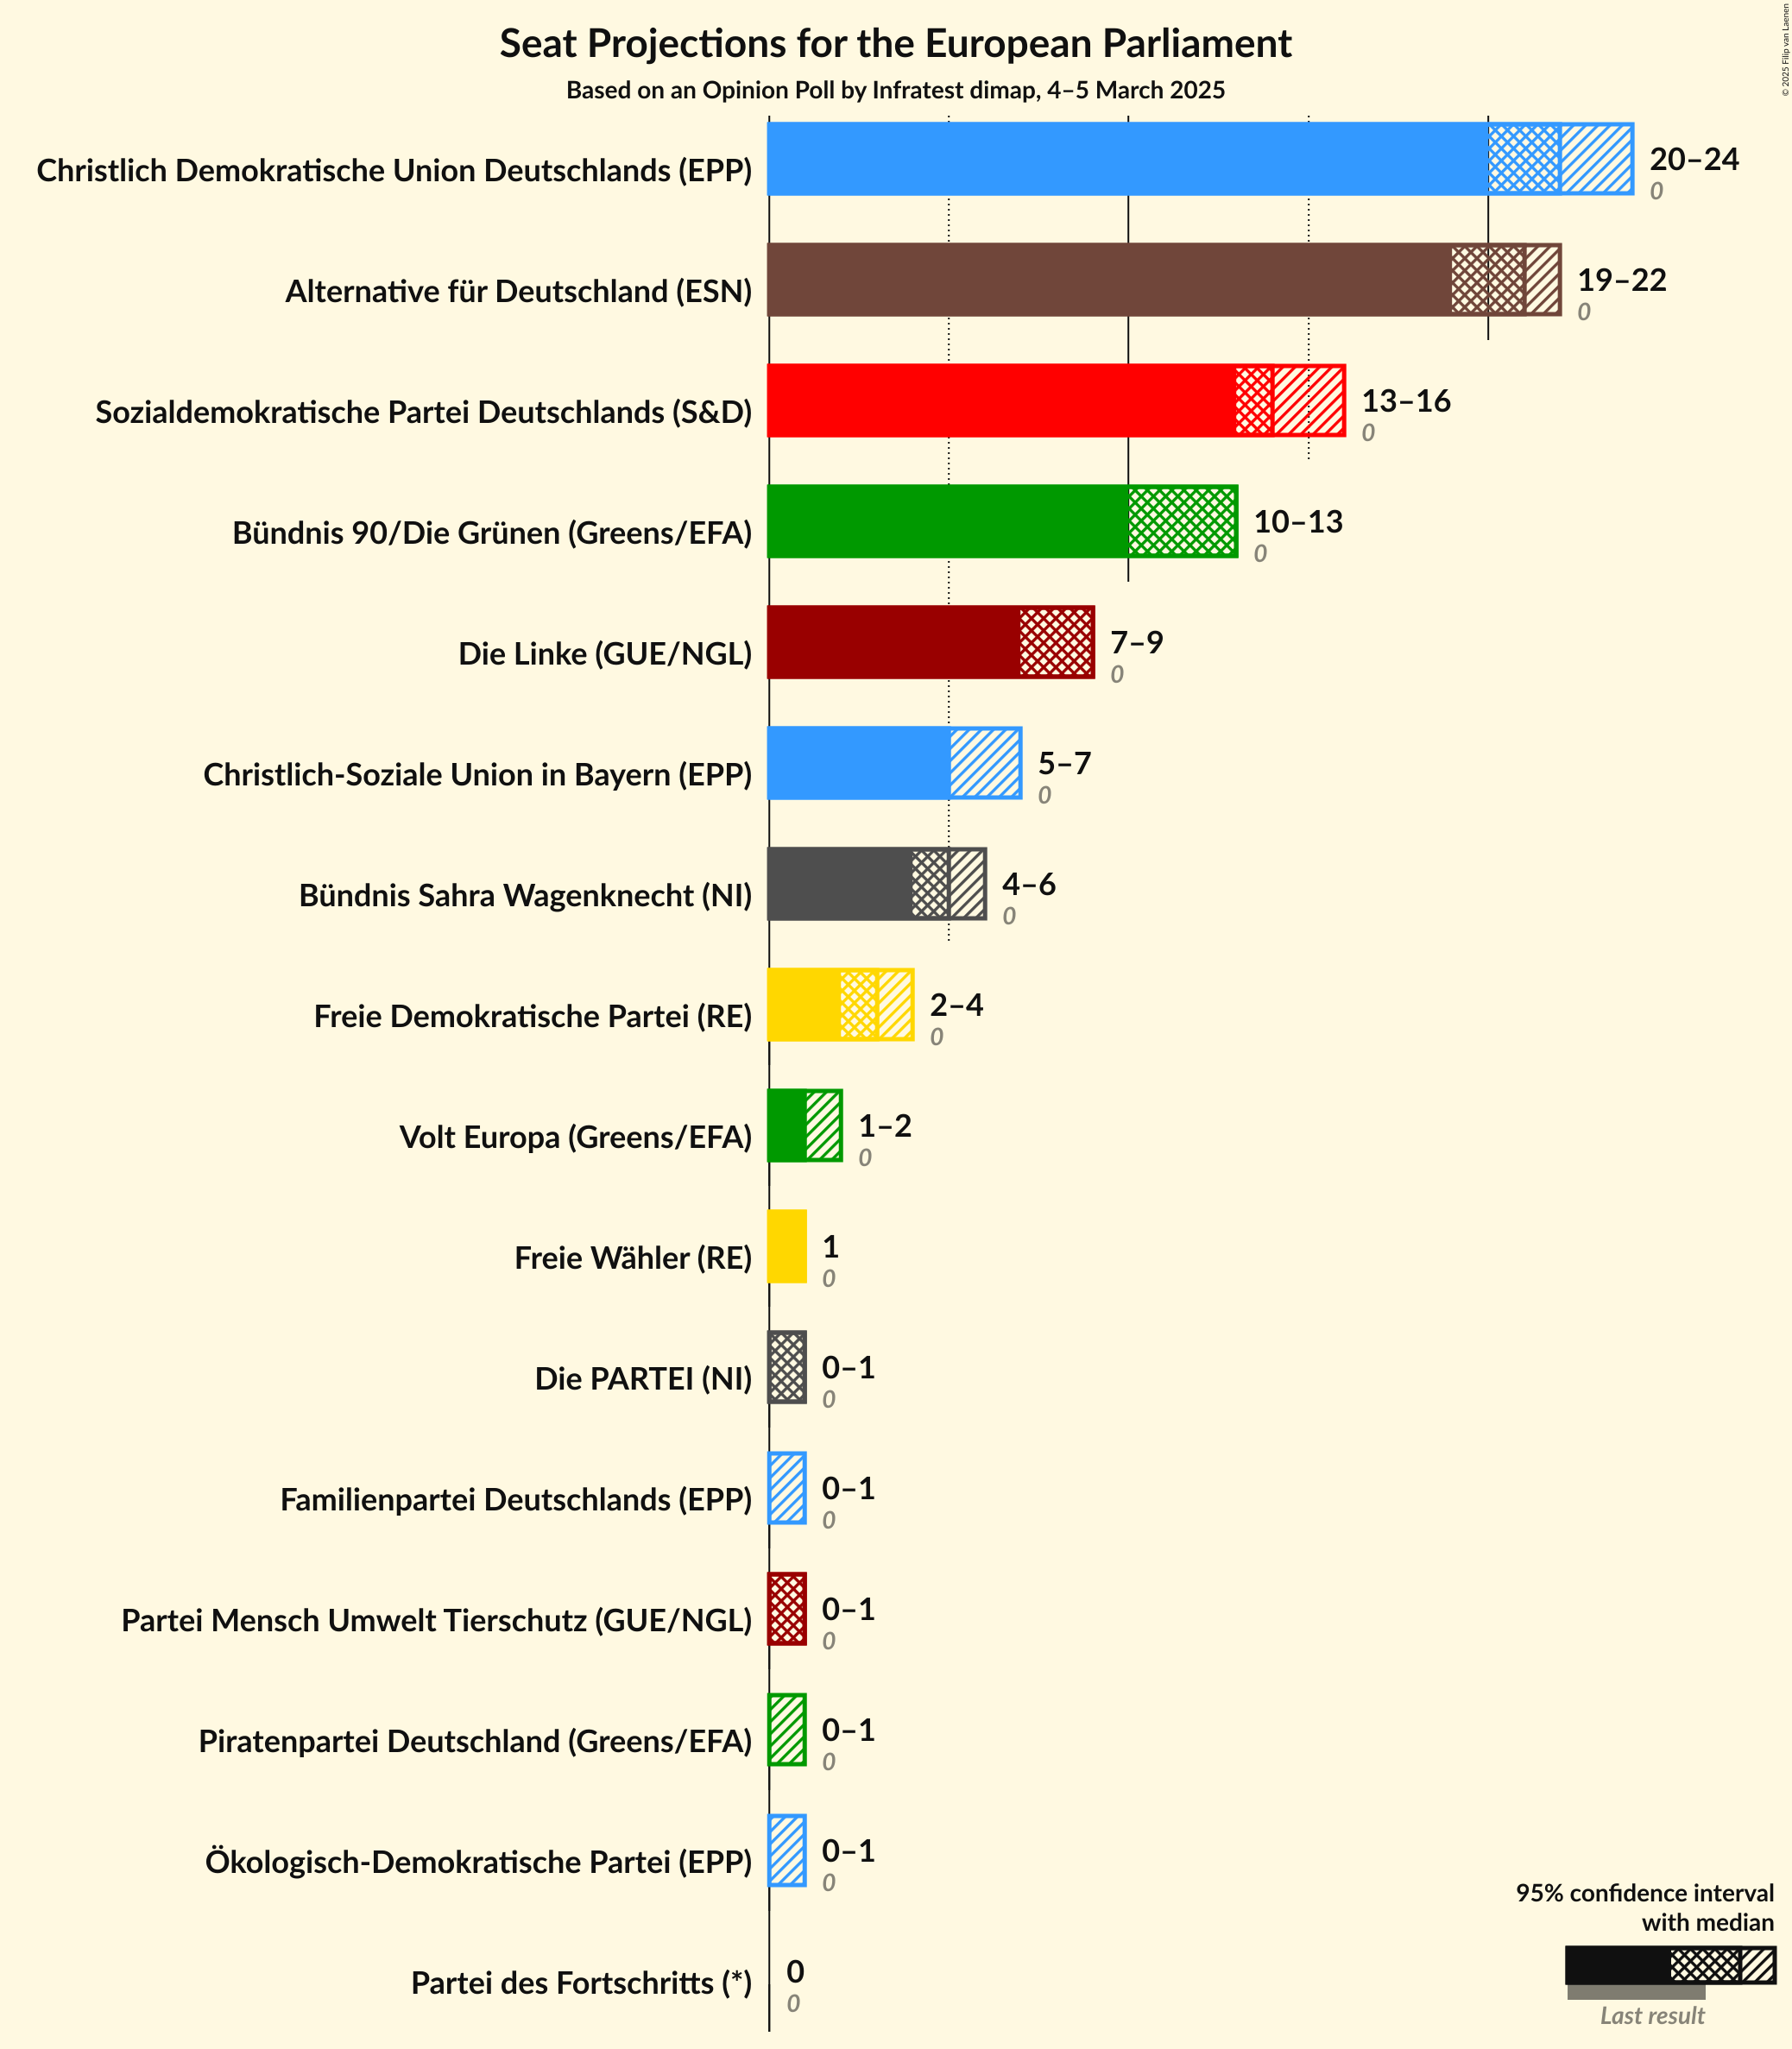 Seat Projections for the European Parliament
Based on an Opinion Poll by Infratest dimap, 4–5 March 2025
© 2025 Filip van Laenen
Christlich Demokratische Union Deutschlands (EPP)
20–24
0
Alternative für Deutschland (ESN)
19–22
0
Sozialdemokratische Partei Deutschlands (S&D)
13–16
0
Bündnis 90/Die Grünen (Greens/EFA)
10–13
0
Die Linke (GUE/NGL)
7–9
0
Christlich-Soziale Union in Bayern (EPP)
5–7
0
Bündnis Sahra Wagenknecht (NI)
4–6
0
Freie Demokratische Partei (RE)
2–4
0
Volt Europa (Greens/EFA)
1–2
0
Freie Wähler (RE)
1
0
Die PARTEI (NI)
0–1
0
Familienpartei Deutschlands (EPP)
0–1
0
Partei Mensch Umwelt Tierschutz (GUE/NGL)
0–1
0
Piratenpartei Deutschland (Greens/EFA)
0–1
0
Ökologisch-Demokratische Partei (EPP)
0–1
0
Partei des Fortschritts (*)
0
0
95% confidence interval
with median
Last result